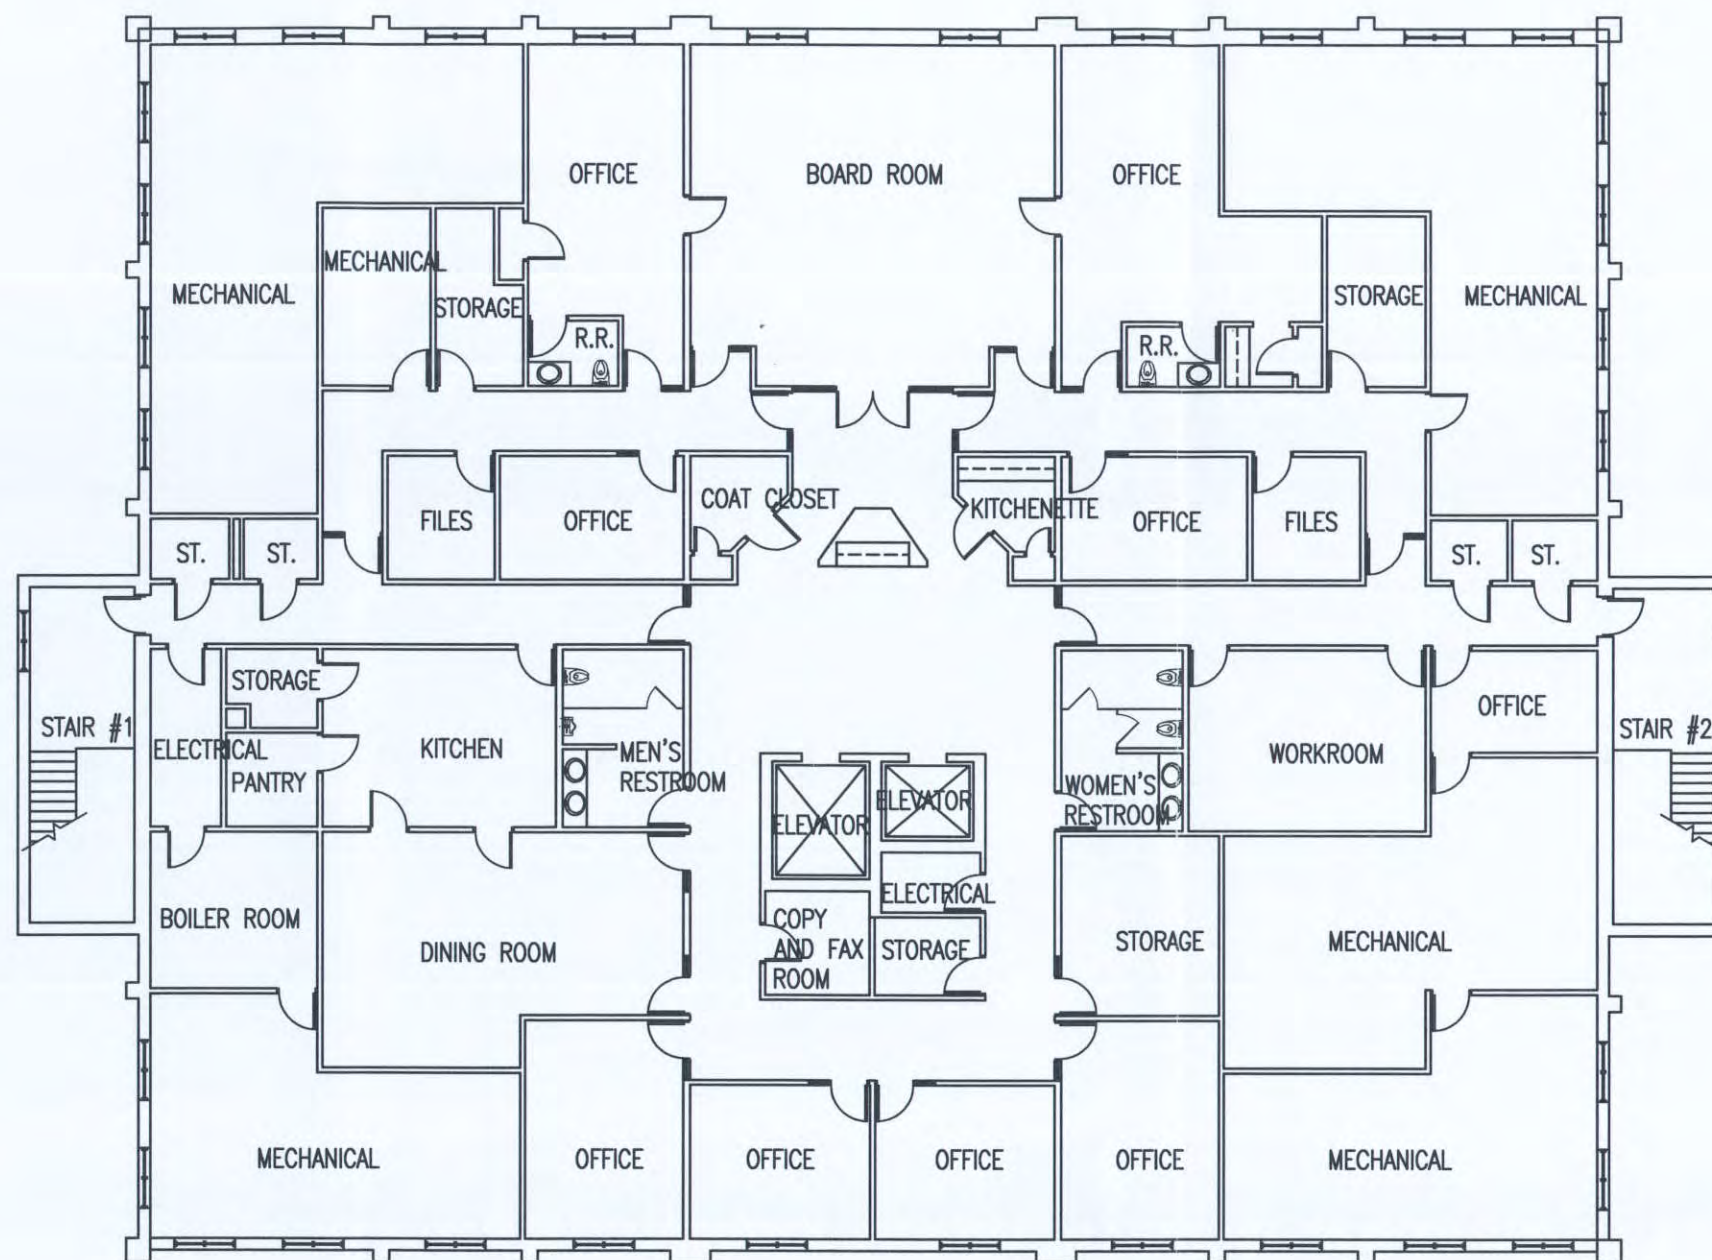 OFFICE
BOARD ROOM
OFFICE
MECHANICAL
MECHANICAL
STORAGE
R.R.
R.R.
STORAGE
MECHANICAL
FILES
OFFICE
COAT CLOSET
KITCHENETTE
OFFICE
FILES
ST.
ST.
ST.
ST.
STAIR #1
ELECTRICAL
STORAGE
PANTRY
KITCHEN
MEN'S
RESTROOM
ELEVATOR
ELEVATOR
WOMEN'S
RESTROOM
WORKROOM
OFFICE
STAIR #2
BOILER ROOM
DINING ROOM
COPY
AND FAX
ROOM
ELECTRICAL
STORAGE
STORAGE
MECHANICAL
MECHANICAL
OFFICE
OFFICE
OFFICE
OFFICE
MECHANICAL